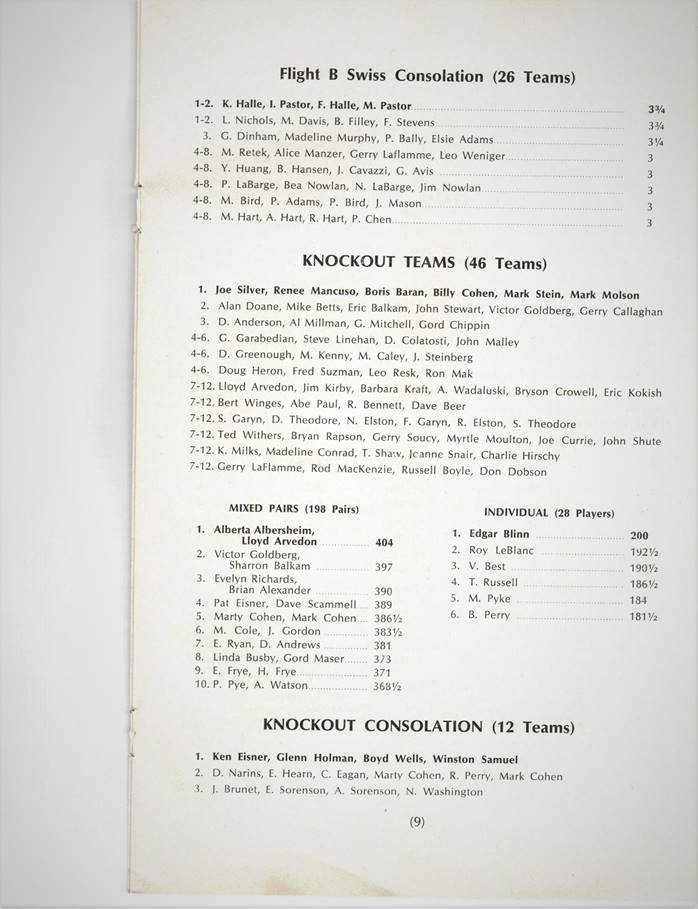 Flight B Swiss Consolation (26 Teams)
1-2. K. Halle, I. Pastor, F. Halle, M. Pastor 3¾
1-2. L. Nichols, M. Davis, B. Filley, F. Stevens 3¾
3. G. Dinham, Madeline Murphy, P. Bally, Elsie Adams 3¼
4-8. M. Retek, Alice Manzer, Gerry Laflamme, Leo Weniger 3
4-8. Y. Huang, B. Hansen, J. Cavazzi, G. Avis 3
4-8. P. LaBarge, Bea Nowlan, N. LaBarge, Jim Nowlan 3
4-8. M. Bird, P. Adams, P. Bird, J. Mason 3
4-8. M. Hart, A. Hart, R. Hart, P. Chen 3
KNOCKOUT TEAMS (46 Teams)
1. Joe Silver, Renee Mancuso, Boris Baran, Billy Cohen, Mark Stein, Mark Molson
2. Alan Doane, Mike Betts, Eric Balkam, John Stewart, Victor Goldberg, Gerry Callaghan
3. D. Anderson, Al Millman, G. Mitchell, Gord Chippin
4-6. G. Garabedian, Steve Linehan, D. Colatosti, John Malley
4-6. D. Greenough, M. Kenny, M. Caley, J. Steinberg
4-6. Doug Heron, Fred Suzman, Leo Resk, Ron Mak
7-12. Lloyd Arvedon, Jim Kirby, Barbara Kraft, A. Wadaluski, Bryson Crowell, Eric Kokish
7-12. Bert Winges, Abe Paul, R. Bennett, Dave Beer
7-12. S. Garyn, D. Theodore, N. Elston, F. Garyn, R. Elston, S. Theodore
7-12. Ted Withers, Bryan Rapson, Gerry Soucy, Myrtle Moulton, Joe Currie, John Shute
7-12. K. Milks, Madeline Conrad, T. Shaw, Jeanne Snair, Charlie Hirschy
7-12. Gerry LaFlamme, Rod MacKenzie, Russell Boyle, Don Dobson
MIXED PAIRS (198 Pairs)
1. Alberta Albersheim,
Lloyd Arvedon 404
2. Victor Goldberg,
Sharron Balkam 397
3. Evelyn Richards,
Brian Alexander 390
4. Pat Eisner, Dave Scammell 389
5. Marty Cohen, Mark Cohen 386½
6. M. Cole, J. Gordon 383½
7. E. Ryan, D. Andrews 381
8. Linda Busby, Gord Maser 373
9. E. Frye, H. Frye 371
10. P. Pye, A. Watson 368½
INDIVIDUAL (28 Players)
1. Edgar Blinn 200
2. Roy LeBlanc 192½
3. V. Best 190½
4. T. Russell 186½
5. M. Pyke 184
6. B. Perry 181½
KNOCKOUT CONSOLATION (12 Teams)
1. Ken Eisner, Glenn Holman, Boyd Wells, Winston Samuel
2. D. Narins, E. Hearn, C. Eagan, Marty Cohen, R. Perry, Mark Cohen
3. J. Brunet, E. Sorenson, A. Sorenson, N. Washington
(9)